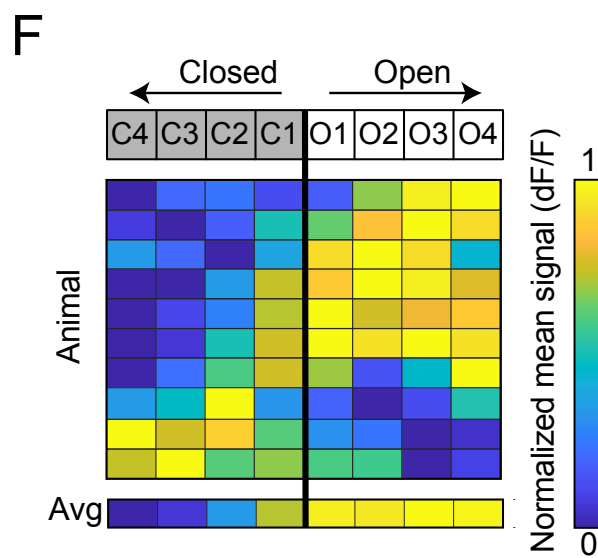 F
Closed Open
C4 C3 C2 C1 O1 O2 O3 O4
Animal
Avg
Normalized mean signal (dF/F)
1
0